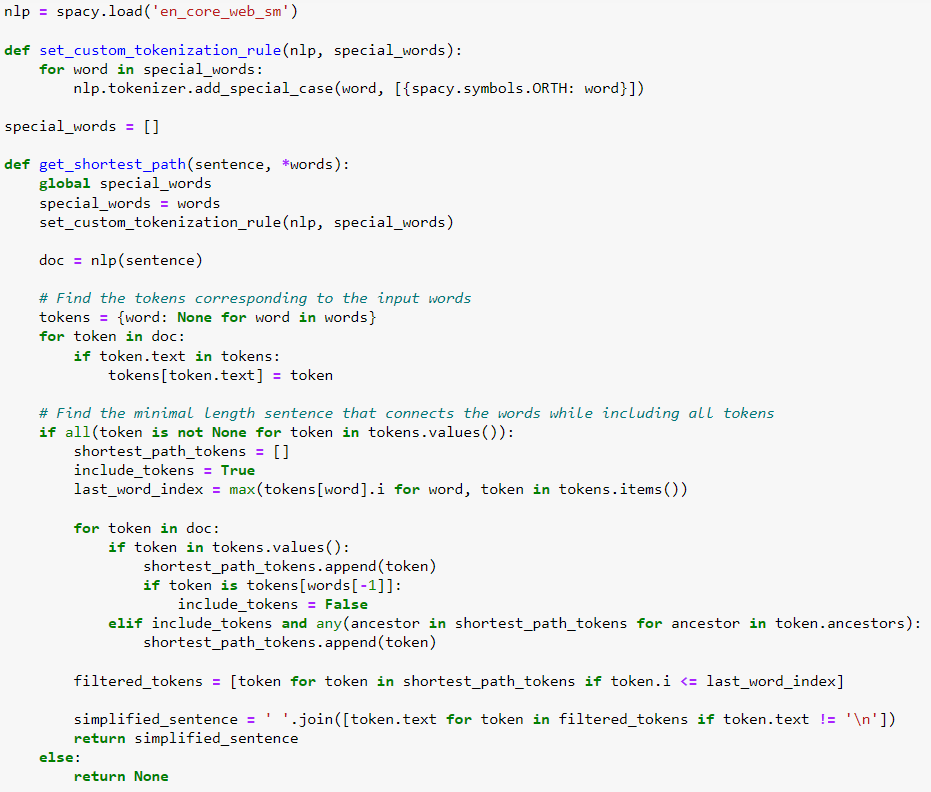 nlp = spacy.load('en_core_web_sm')
def set_custom_tokenization_rule(nlp, special_words):
    for word in special_words:
        nlp.tokenizer.add_special_case(word, [{spacy.symbols.ORTH: word}])
special_words = []
def get_shortest_path(sentence, *words):
    global special_words
    special_words = words
    set_custom_tokenization_rule(nlp, special_words)
    doc = nlp(sentence)
    # Find the tokens corresponding to the input words
    tokens = {word: None for word in words}
    for token in doc:
        if token.text in tokens:
            tokens[token.text] = token
    # Find the minimal length sentence that connects the words while including all tokens
    if all(token is not None for token in tokens.values()):
        shortest_path_tokens = []
        include_tokens = True
        last_word_index = max(tokens[word].i for word, token in tokens.items())
        for token in doc:
            if token in tokens.values():
                shortest_path_tokens.append(token)
                if token is tokens[words[-1]]:
                    include_tokens = False
            elif include_tokens and any(ancestor in shortest_path_tokens for ancestor in token.ancestors):
                shortest_path_tokens.append(token)
        filtered_tokens = [token for token in shortest_path_tokens if token.i <= last_word_index]
        simplified_sentence = ' '.join([token.text for token in filtered_tokens if token.text != '\n'])
        return simplified_sentence
    else:
        return None